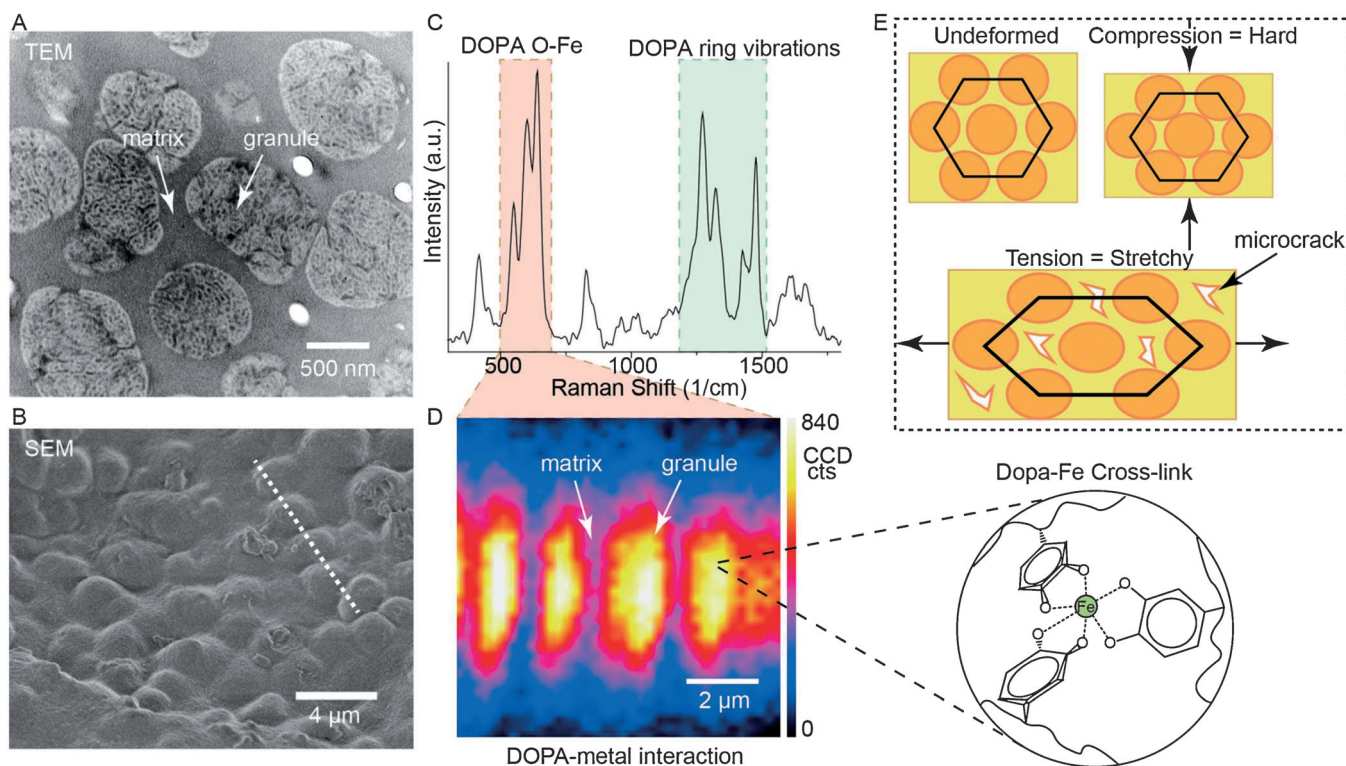 A
TEM
matrix
granule
500 nm
B
SEM
4 µm
C
DOPA O-Fe
DOPA ring vibrations
Intensity (a.u.)
500
1000
1500
Raman Shift (1/cm)
D
matrix
granule
2 µm
840
CCD
cts
0
DOPA-metal interaction
E
Undeformed
Compression = Hard
microcrack
Tension = Stretchy
Dopa-Fe Cross-link
Fe